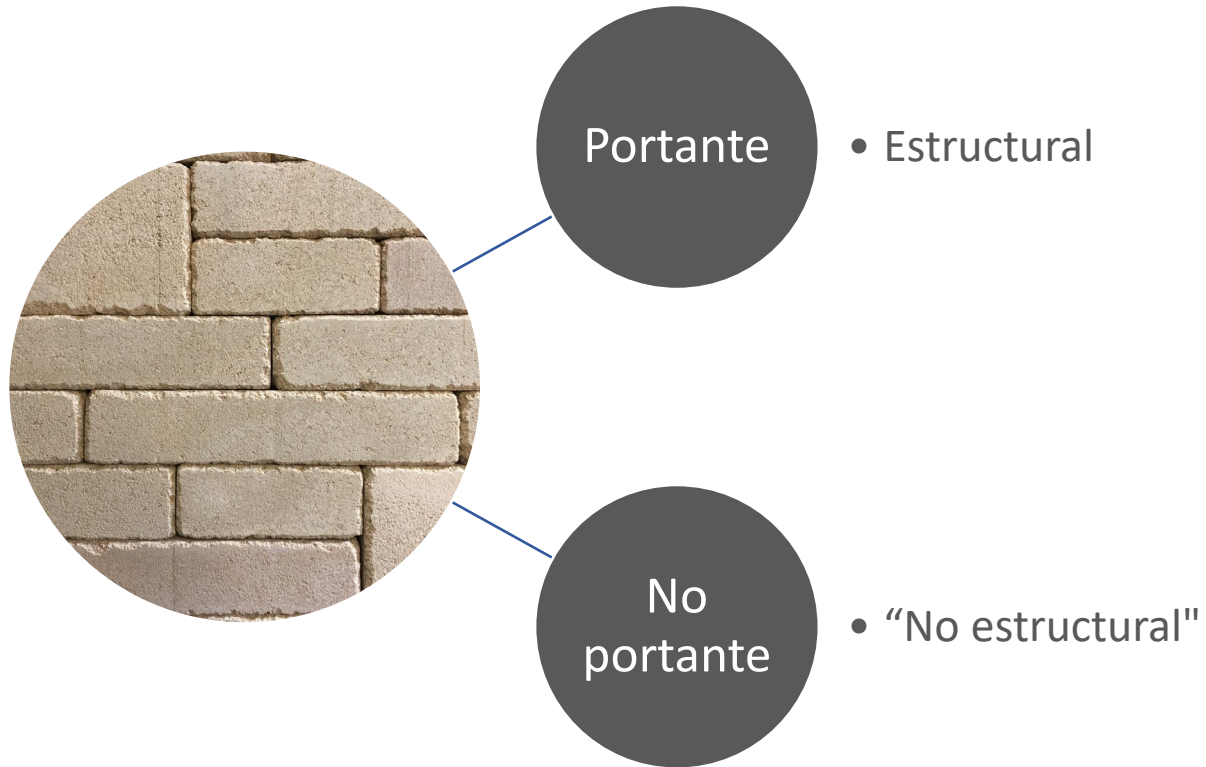 Portante
• Estructural
No
portante
• “No estructural"